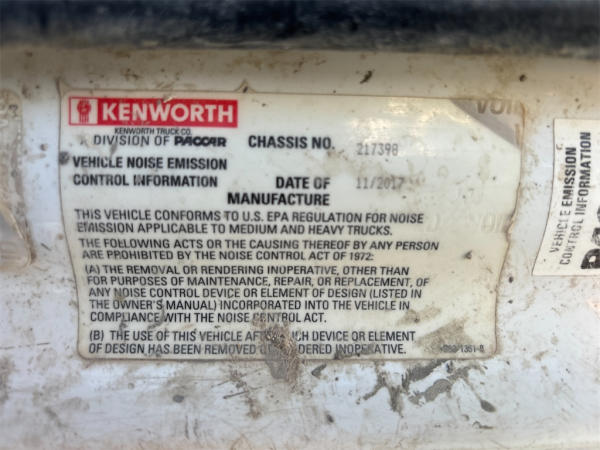 KENWORTH
KENWORTH TRUCK CO.
DIVISION OF PACCAR
CHASSIS NO. 217398
VEHICLE NOISE EMISSION
CONTROL INFORMATION
DATE OF 11/2017
MANUFACTURE
THIS VEHICLE CONFORMS TO U.S. EPA REGULATION FOR NOISE
EMISSION APPLICABLE TO MEDIUM AND HEAVY TRUCKS.
THE FOLLOWING ACTS OR THE CAUSING THEREOF BY ANY PERSON
ARE PROHIBITED BY THE NOISE CONTROL ACT OF 1972:
(A) THE REMOVAL OR RENDERING INOPERATIVE, OTHER THAN
FOR PURPOSES OF MAINTENANCE, REPAIR, OR REPLACEMENT, OF
ANY NOISE CONTROL DEVICE OR ELEMENT OF DESIGN (LISTED IN
THE OWNER'S MANUAL) INCORPORATED INTO THE VEHICLE IN
COMPLIANCE WITH THE NOISE CONTROL ACT.
(B) THE USE OF THIS VEHICLE AFTER SUCH DEVICE OR ELEMENT
OF DESIGN HAS BEEN REMOVED OR RENDERED INOPERATIVE.
VEHICLE EMISSION
CONTROL INFORMATION